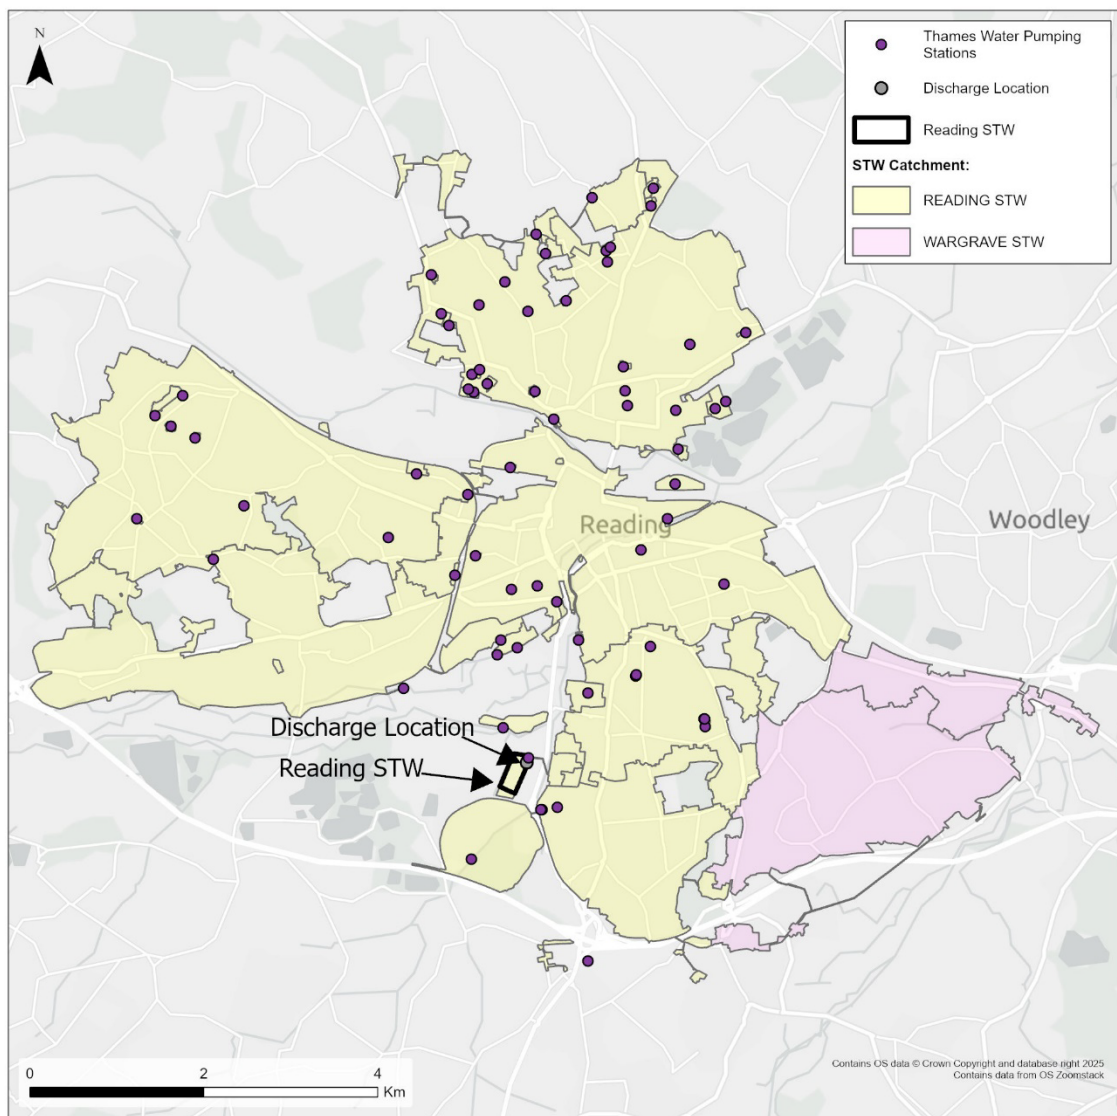 N
Thames Water Pumping
Stations
Discharge Location
Reading STW
STW Catchment:
READING STW
WARGRAVE STW
Reading
Woodley
Discharge Location
Reading STW
0 2 4
Km
Contains OS data © Crown Copyright and database right 2025
Contains data from OS Zoomstack